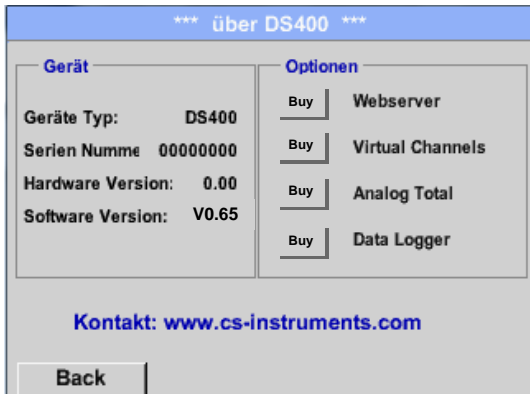 *** über DS400 ***
Gerät
Geräte Typ: DS400
Serien Numme 00000000
Hardware Version: 0.00
Software Version: V0.65
Optionen
Buy Webserver
Buy Virtual Channels
Buy Analog Total
Buy Data Logger
Kontakt: www.cs-instruments.com
Back